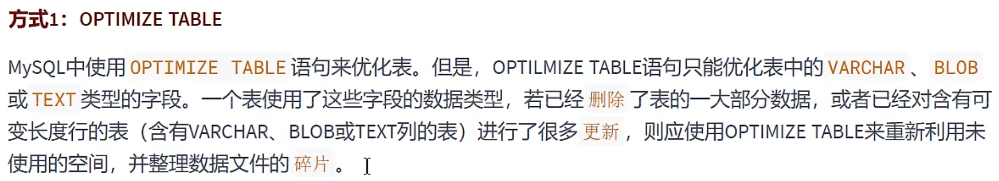 方式1：OPTIMIZE TABLE
MySQL中使用 OPTIMIZE TABLE 语句来优化表。但是，OPTILMIZE TABLE语句只能优化表中的 VARCHAR 、 BLOB
或 TEXT 类型的字段。一个表使用了这些字段的数据类型，若已经 删除 了表的一大部分数据，或者已经对含有可
变长度行的表（含有VARCHAR、BLOB或TEXT列的表）进行了很多 更新 ，则应使用OPTIMIZE TABLE来重新利用未
使用的空间，并整理数据文件的 碎片 。